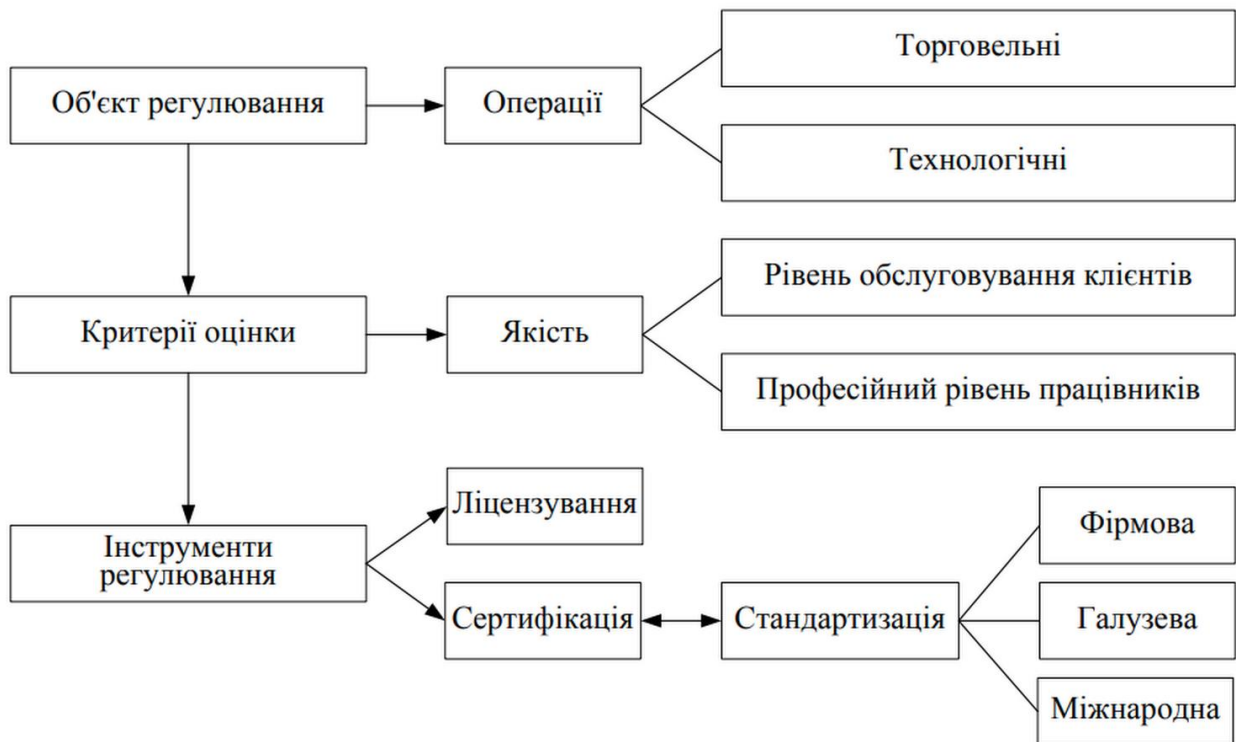 Торговельні
Об'єкт регулювання
Операції
Технологічні
Рівень обслуговування клієнтів
Критерії оцінки
Якість
Професійний рівень працівників
Ліцензування
Фірмова
Інструменти
регулювання
Сертифікація
Стандартизація
Галузева
Міжнародна